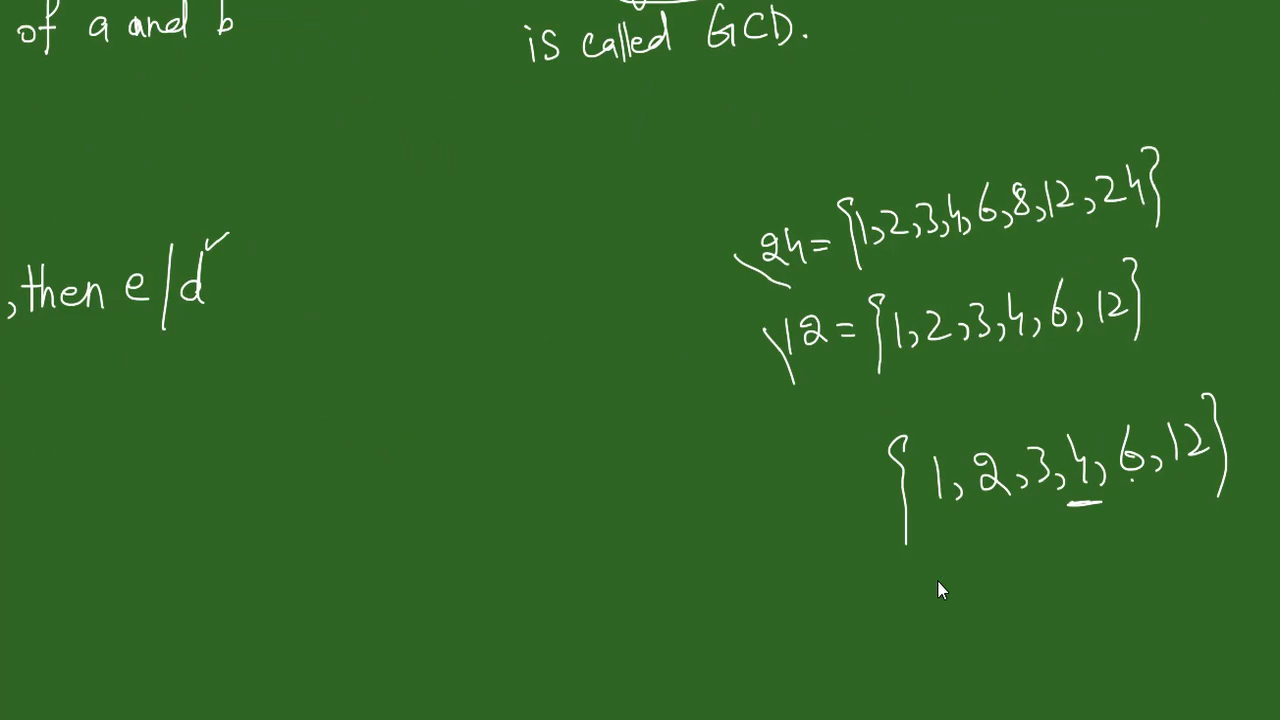 of a and b
is called GCD.
24 = {1,2,3,4,6,8,12,24}
,then e/d ✓
12 = {1,2,3,4,6,12}
{1,2,3,4,6,12}